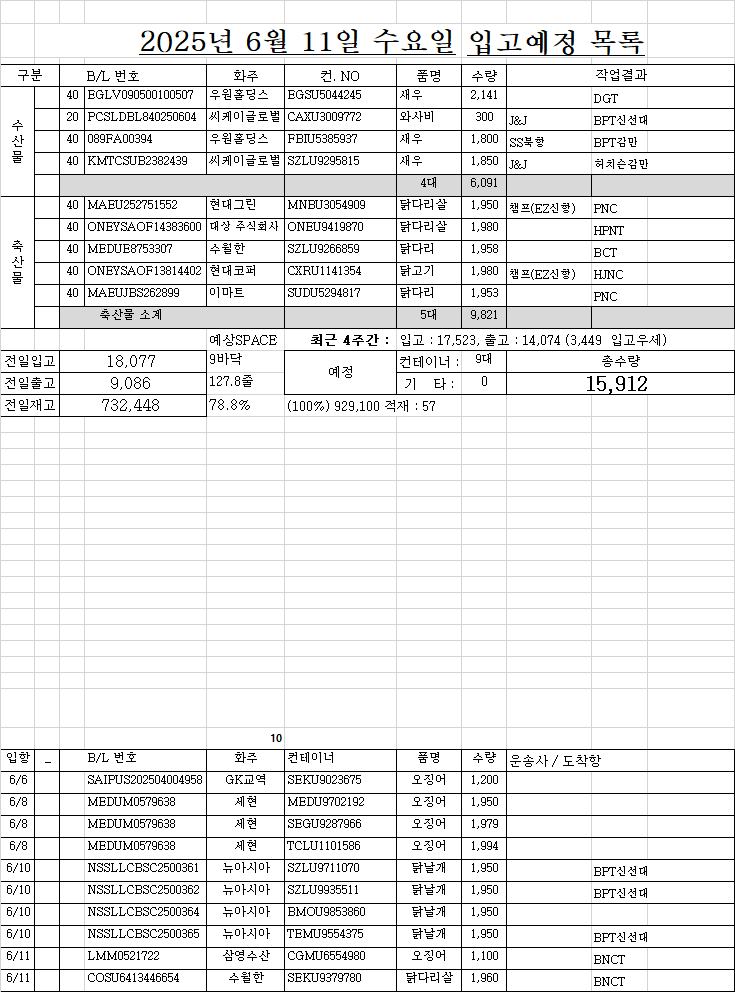 2025년 6월 11일 수요일 입고예정 목록
구분 B/L 번호 화주 컨. NO 품명 수량 작업결과
수산물
40 EGLV090500100507 우원홀딩스 EGSU5044245 새우 2,141 DGT
20 PCSLDBL840250604 씨케이글로벌 CAXU3009772 와사비 300 J&J BPT신선대
40 089FA00394 우원홀딩스 FBIU5385937 새우 1,800 SS북항 BPT감만
40 KMTCSUB2382439 씨케이글로벌 SZLU9295815 새우 1,850 J&J 허치슨감만
4대 6,091
축산물
40 MAEU252751552 현대그린 MNBU3054909 닭다리살 1,950 캠프(EZ신항) PNC
40 ONEYSAOF14383600 대상 주식회사 ONEU9419870 닭다리살 1,980 HPNT
40 MEDUE8753307 수월한 SZLU9266859 닭다리 1,958 BCT
40 ONEYSAOF13814402 현대코퍼 CXRU1141354 닭고기 1,980 캠프(EZ신항) HJNC
40 MAEUJBS262899 이마트 SUDU5294817 닭다리 1,953 PNC
축산물 소계 5대 9,821
예상SPACE 최근 4주간 : 입고 : 17,523, 출고 : 14,074 (3,449 입고우세)
전일입고 18,077 9바닥 예정 컨테이너 : 9대 총수량
전일출고 9,086 127.8줄 기 타 : 0 15,912
전일재고 732,448 78.8% (100%) 929,100 적재 : 57
10
입항 _ B/L 번호 화주 컨테이너 품명 수량 운송사 / 도착항
6/6 SAIPUS202504004958 GK교역 SEKU9023675 오징어 1,200
6/8 MEDUM0579638 세현 MEDU9702192 오징어 1,950
6/8 MEDUM0579638 세현 SEGU9287966 오징어 1,979
6/8 MEDUM0579638 세현 TCLU1101586 오징어 1,994
6/10 NSSLLCBSC2500361 뉴아시아 SZLU9711070 닭날개 1,950 BPT신선대
6/10 NSSLLCBSC2500362 뉴아시아 SZLU9935511 닭날개 1,950 BPT신선대
6/10 NSSLLCBSC2500364 뉴아시아 BMOU9853860 닭날개 1,950
6/10 NSSLLCBSC2500365 뉴아시아 TEMU9554375 닭날개 1,950 BPT신선대
6/11 LMM0521722 삼영수산 CGMU6554980 오징어 1,100 BNCT
6/11 COSU6413446654 수월한 SEKU9379780 닭다리살 1,960 BNCT